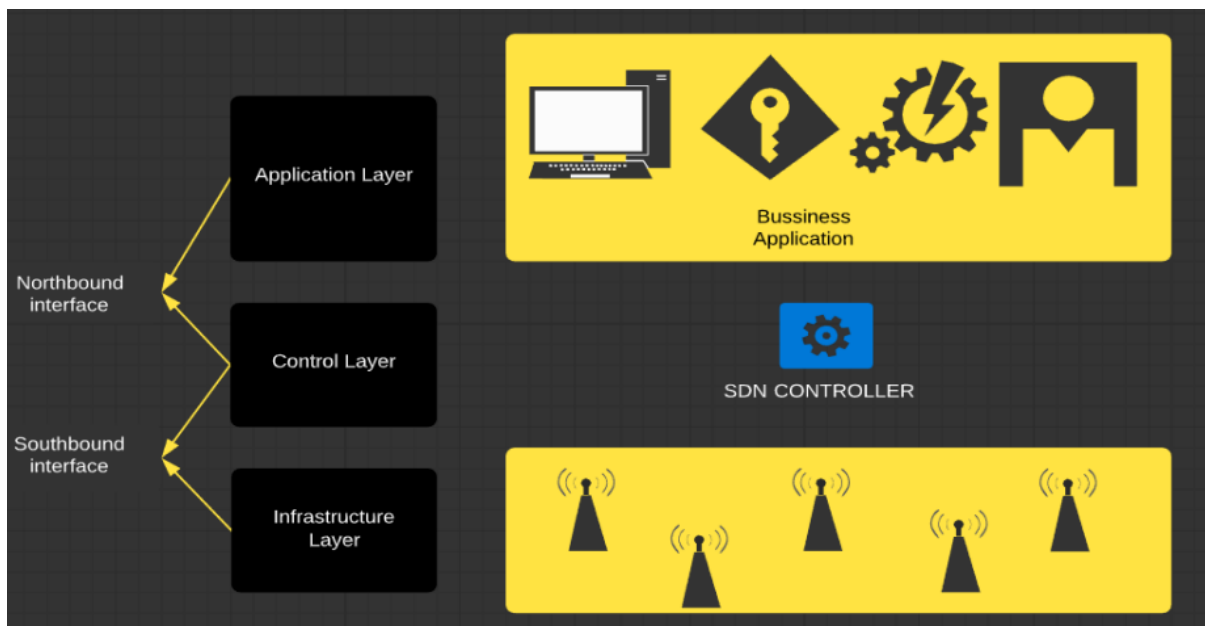 Application Layer
Bussiness
Application
Northbound
interface
Control Layer
SDN CONTROLLER
Southbound
interface
Infrastructure
Layer